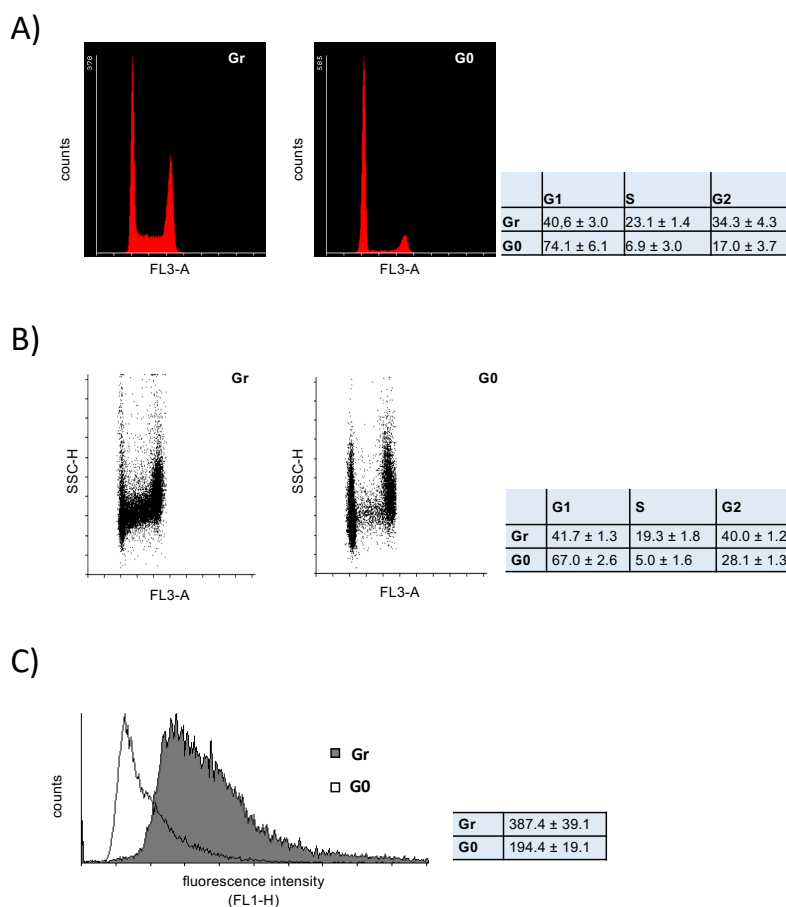 A)
378
Gr
counts
FL3-A
585
G0
counts
FL3-A
G1 S G2
Gr 40,6 ± 3.0 23.1 ± 1.4 34.3 ± 4.3
G0 74.1 ± 6.1 6.9 ± 3.0 17.0 ± 3.7
B)
Gr
SSC-H
FL3-A
G0
SSC-H
FL3-A
G1 S G2
Gr 41.7 ± 1.3 19.3 ± 1.8 40.0 ± 1.2
G0 67.0 ± 2.6 5.0 ± 1.6 28.1 ± 1.3
C)
counts
Gr
G0
fluorescence intensity
(FL1-H)
Gr 387.4 ± 39.1
G0 194.4 ± 19.1